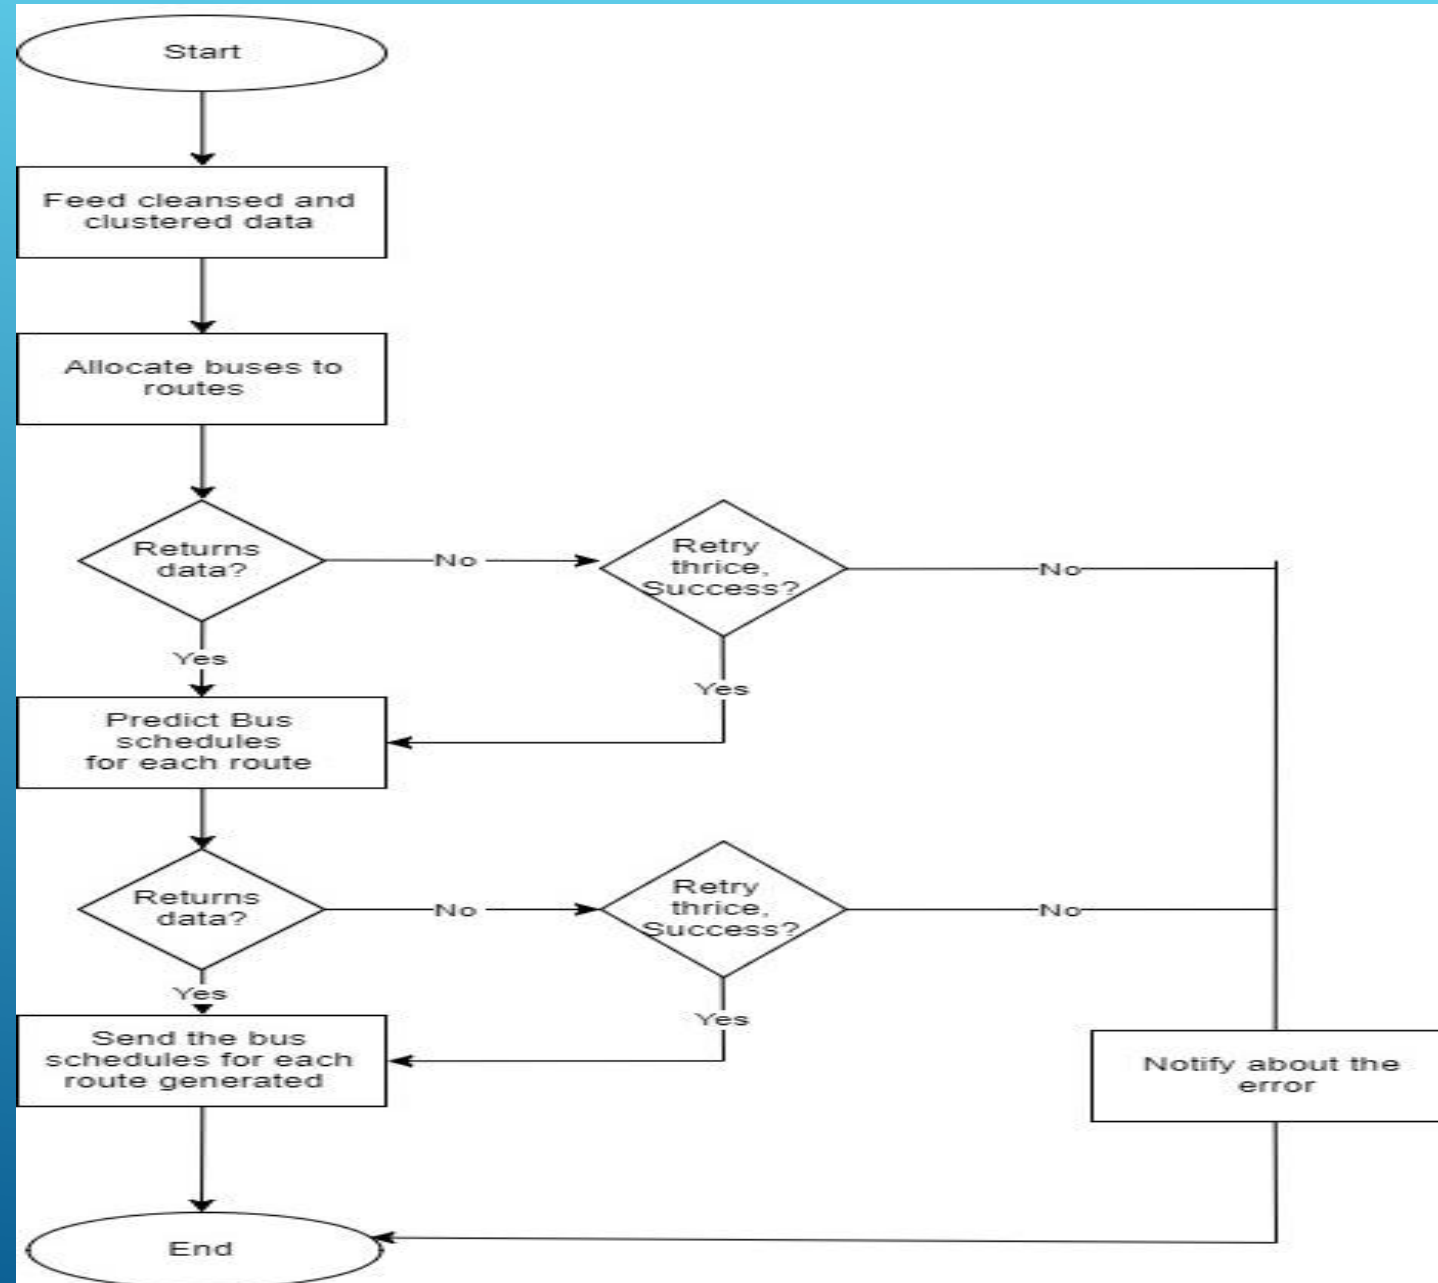 Start
Feed cleansed and
clustered data
Allocate buses to
routes
Returns
data?
No
Retry
thrice,
Success?
No
Yes
Yes
Predict Bus
schedules
for each route
Returns
data?
No
Retry
thrice,
Success?
No
Yes
Yes
Send the bus
schedules for each
route generated
Notify about the
error
End